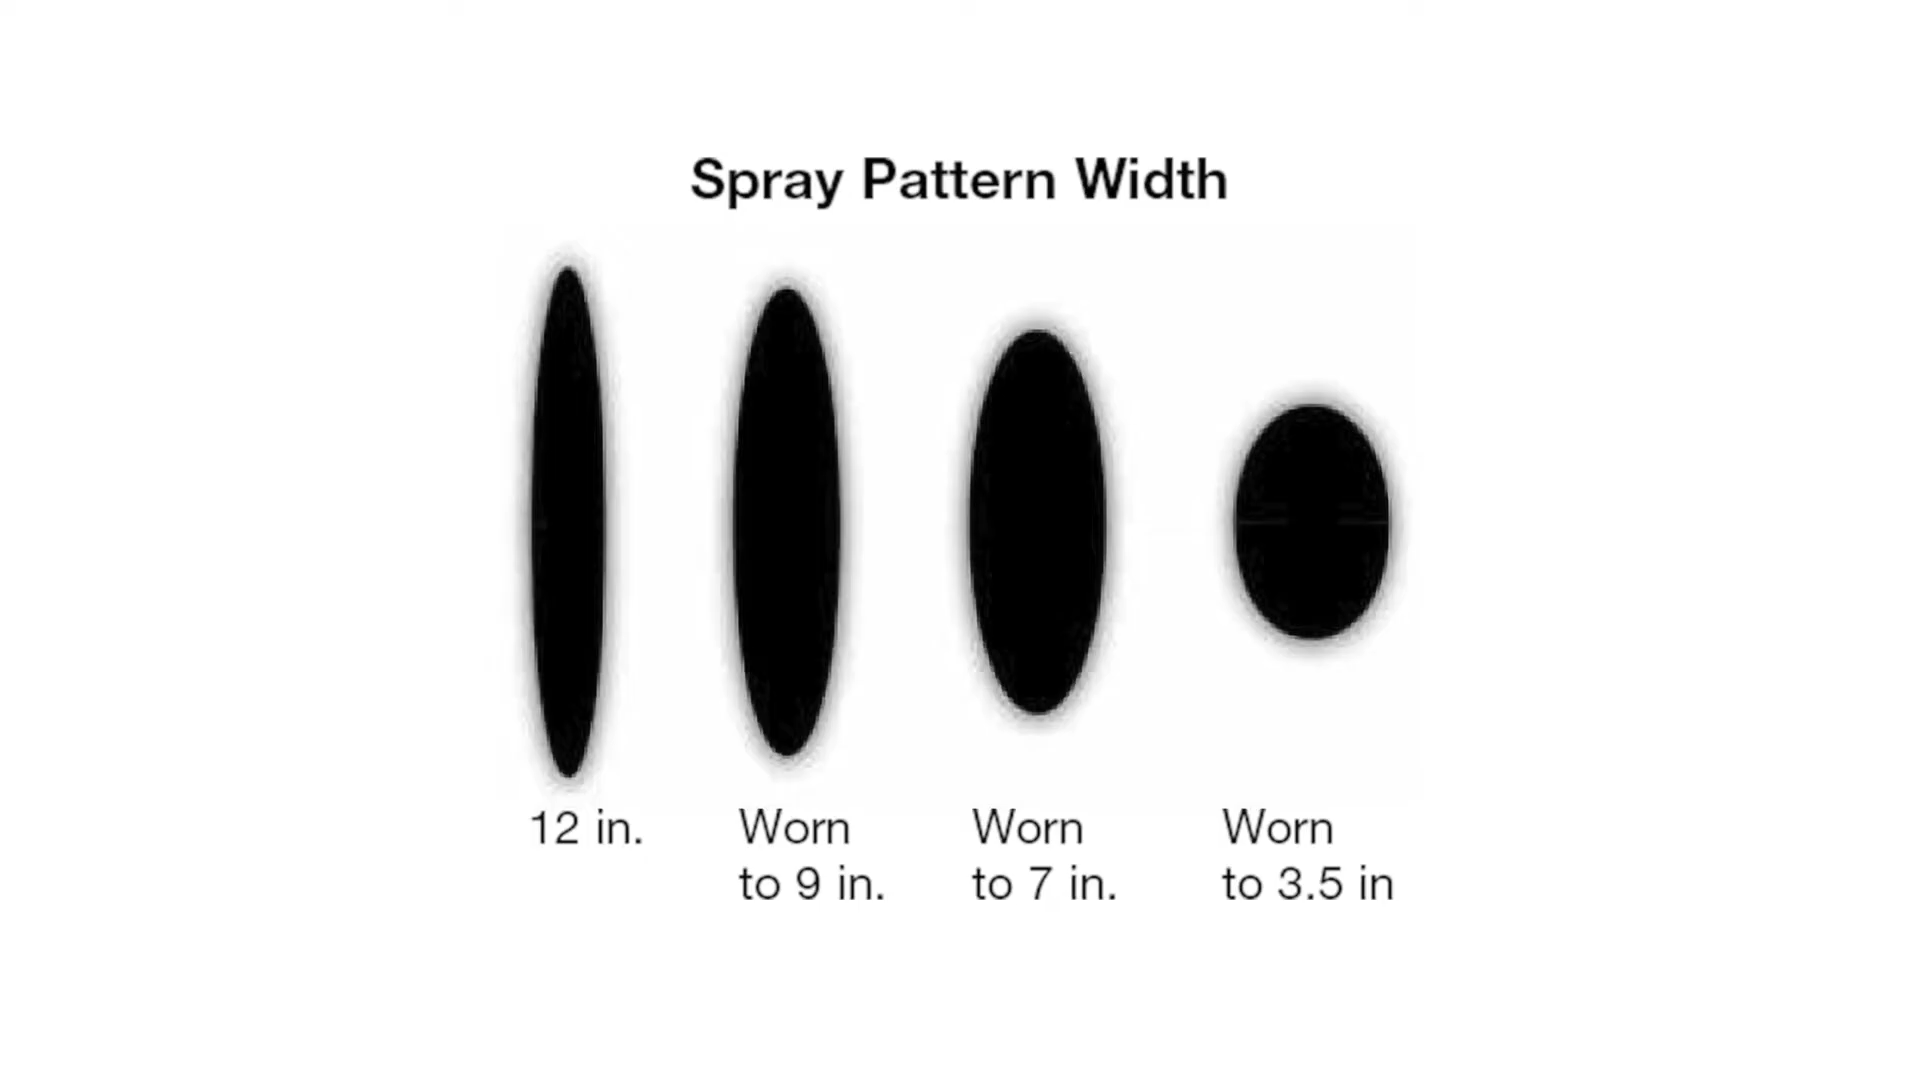 Spray Pattern Width
12 in.
Worn
to 9 in.
Worn
to 7 in.
Worn
to 3.5 in